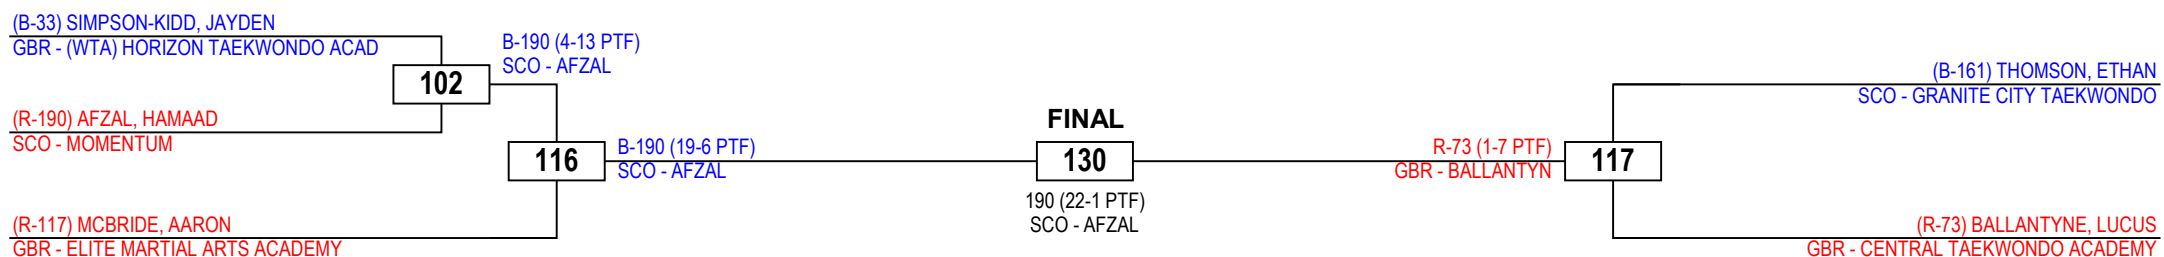 (B-33) SIMPSON-KIDD, JAYDEN
GBR - (WTA) HORIZON TAEKWONDO ACAD
102
B-190 (4-13 PTF)
SCO - AFZAL
(R-190) AFZAL, HAMAAD
SCO - MOMENTUM
116
B-190 (19-6 PTF)
SCO - AFZAL
(R-117) MCBRIDE, AARON
GBR - ELITE MARTIAL ARTS ACADEMY
FINAL
130
190 (22-1 PTF)
SCO - AFZAL
R-73 (1-7 PTF)
GBR - BALLANTYN
117
(B-161) THOMSON, ETHAN
SCO - GRANITE CITY TAEKWONDO
(R-73) BALLANTYNE, LUCUS
GBR - CENTRAL TAEKWONDO ACADEMY